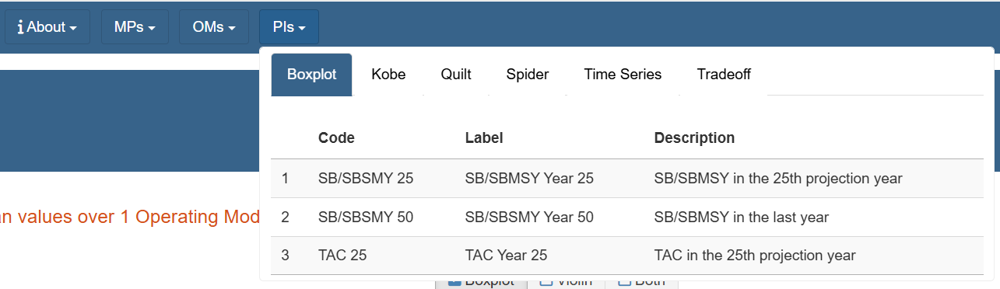 About MPs OMs PIs
Boxplot Kobe Quilt Spider Time Series Tradeoff
Code Label Description
1 SB/SBSMY 25 SB/SBMSY Year 25 SB/SBMSY in the 25th projection year
2 SB/SBSMY 50 SB/SBSMY Year 50 SB/SBMSY in the last year
3 TAC 25 TAC Year 25 TAC in the 25th projection year
an values over 1 Operating Mod
Boxplot Violin Both